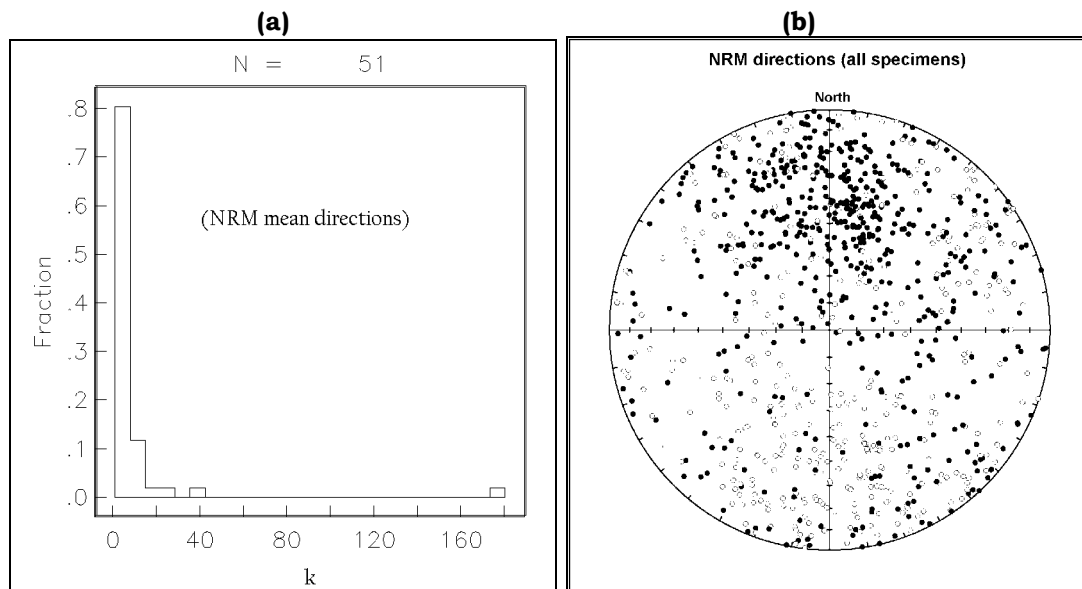 (a)
(b)
N = 51
.8
.7
.6
.5
.4
.3
.2
.1
.0
Fraction
(NRM mean directions)
0
40
80
120
160
k
NRM directions (all specimens)
North